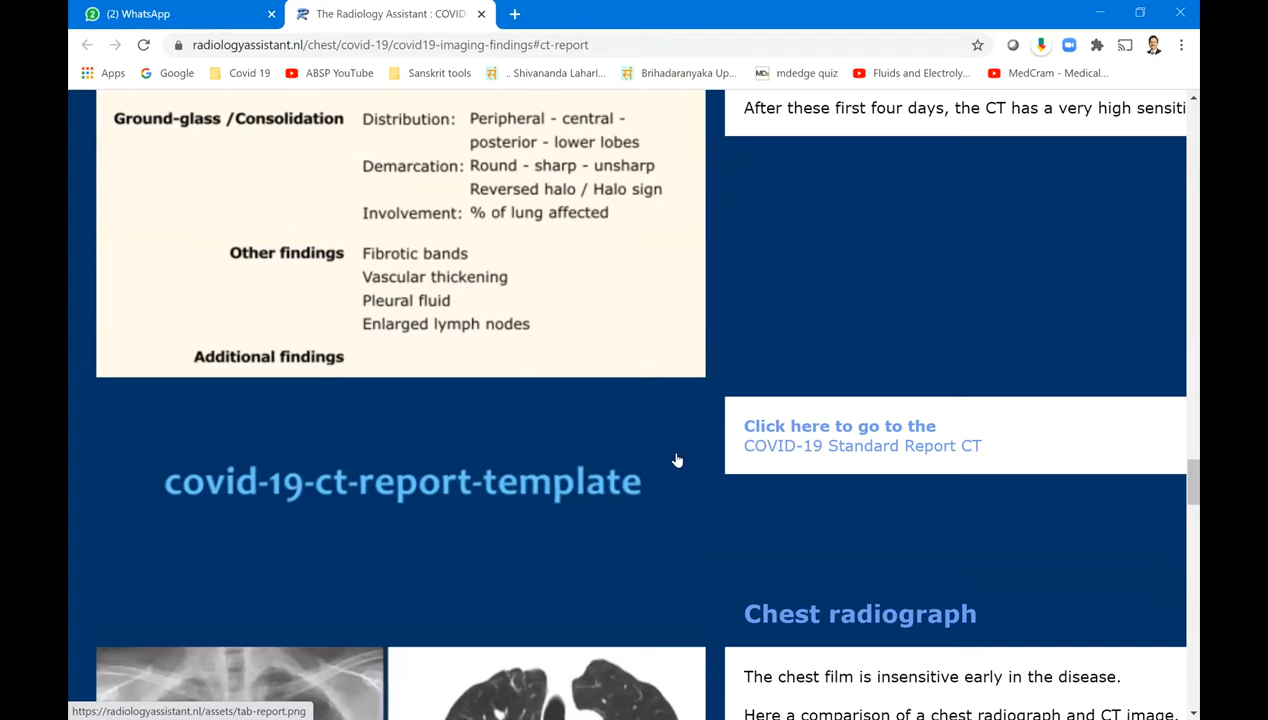 (2) WhatsApp
The Radiology Assistant : COVID-
radiologyassistant.nl/chest/covid-19/covid19-imaging-findings#ct-report
Apps
Google
Covid 19
ABSP YouTube
Sanskrit tools
.. Shivananda Laharl...
Brihadaranyaka Up...
mdedge quiz
Fluids and Electroly...
MedCram - Medical...
Ground-glass /Consolidation
Distribution: Peripheral - central -
posterior - lower lobes
Demarcation: Round - sharp - unsharp
Reversed halo / Halo sign
Involvement: % of lung affected
Other findings
Fibrotic bands
Vascular thickening
Pleural fluid
Enlarged lymph nodes
Additional findings
After these first four days, the CT has a very high sensiti
covid-19-ct-report-template
Click here to go to the
COVID-19 Standard Report CT
Chest radiograph
The chest film is insensitive early in the disease.
Here a comparison of a chest radiograph and CT image.
https://radiologyassistant.nl/assets/tab-report.png